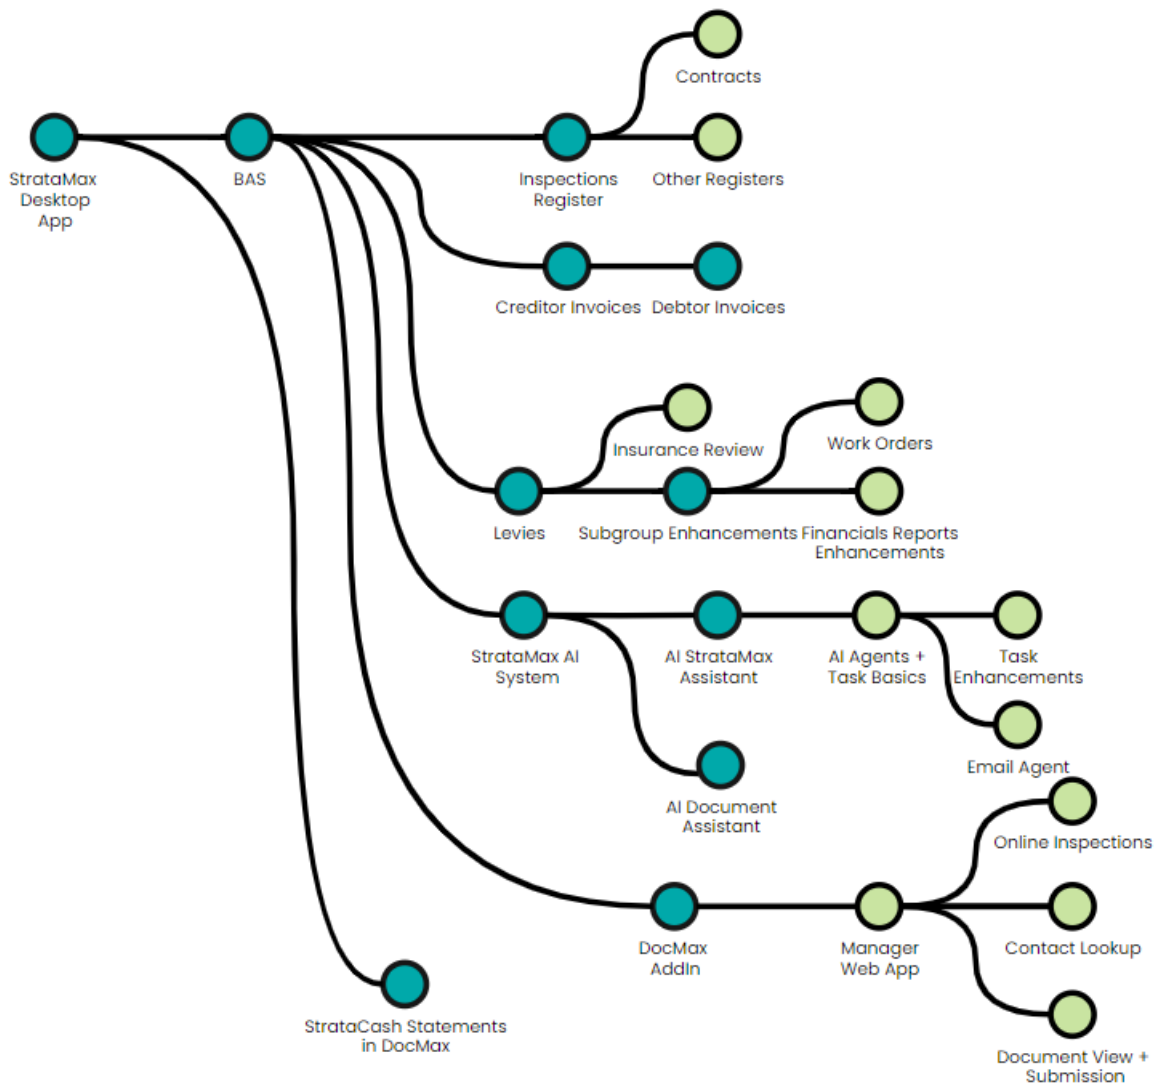 Contracts
StrataMax
Desktop
App
BAS
Inspections
Register
Other Registers
Creditor Invoices
Debtor Invoices
Insurance Review
Work Orders
Levies
Subgroup Enhancements
Financials Reports
Enhancements
StrataMax AI
System
AI StrataMax
Assistant
AI Agents +
Task Basics
Task
Enhancements
Email Agent
AI Document
Assistant
Online Inspections
DocMax
AddIn
Manager
Web App
Contact Lookup
StrataCash Statements
in DocMax
Document View +
Submission